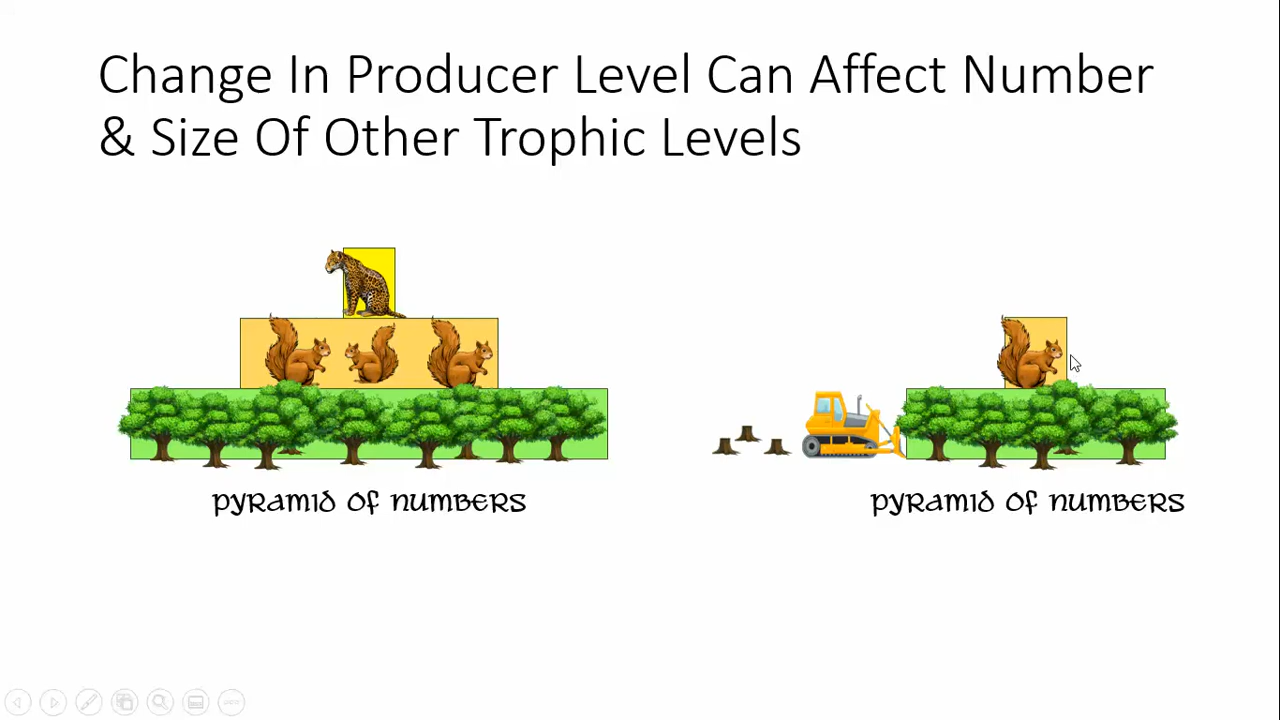 Change In Producer Level Can Affect Number
& Size Of Other Trophic Levels
Pyramid of Numbers
Pyramid of Numbers